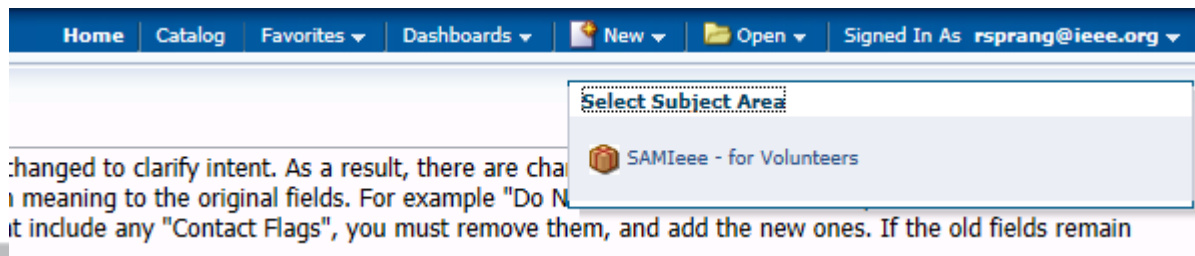 Home Catalog Favorites Dashboards New Open Signed In As rsprang@ieee.org
Select Subject Area
SAMIeee - for Volunteers
changed to clarify intent. As a result, there are cha
meaning to the original fields. For example "Do N
include any "Contact Flags", you must remove them, and add the new ones. If the old fields remain